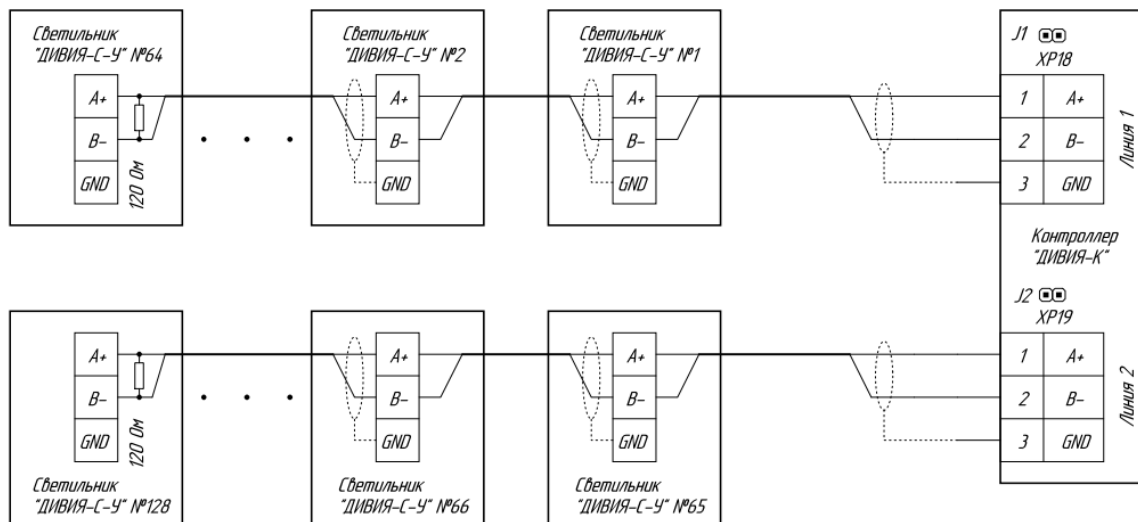 Светильник
"ДИВИЯ-С-У" №64
A+
B-
GND
120 Ом
Светильник
"ДИВИЯ-С-У" №2
A+
B-
GND
Светильник
"ДИВИЯ-С-У" №1
A+
B-
GND
J1
XP18
1 A+
2 B-
3 GND
Линия 1
Контроллер
"ДИВИЯ-К"
J2
XP19
1 A+
2 B-
3 GND
Линия 2
A+
B-
GND
120 Ом
Светильник
"ДИВИЯ-С-У" №128
A+
B-
GND
Светильник
"ДИВИЯ-С-У" №66
A+
B-
GND
Светильник
"ДИВИЯ-С-У" №65